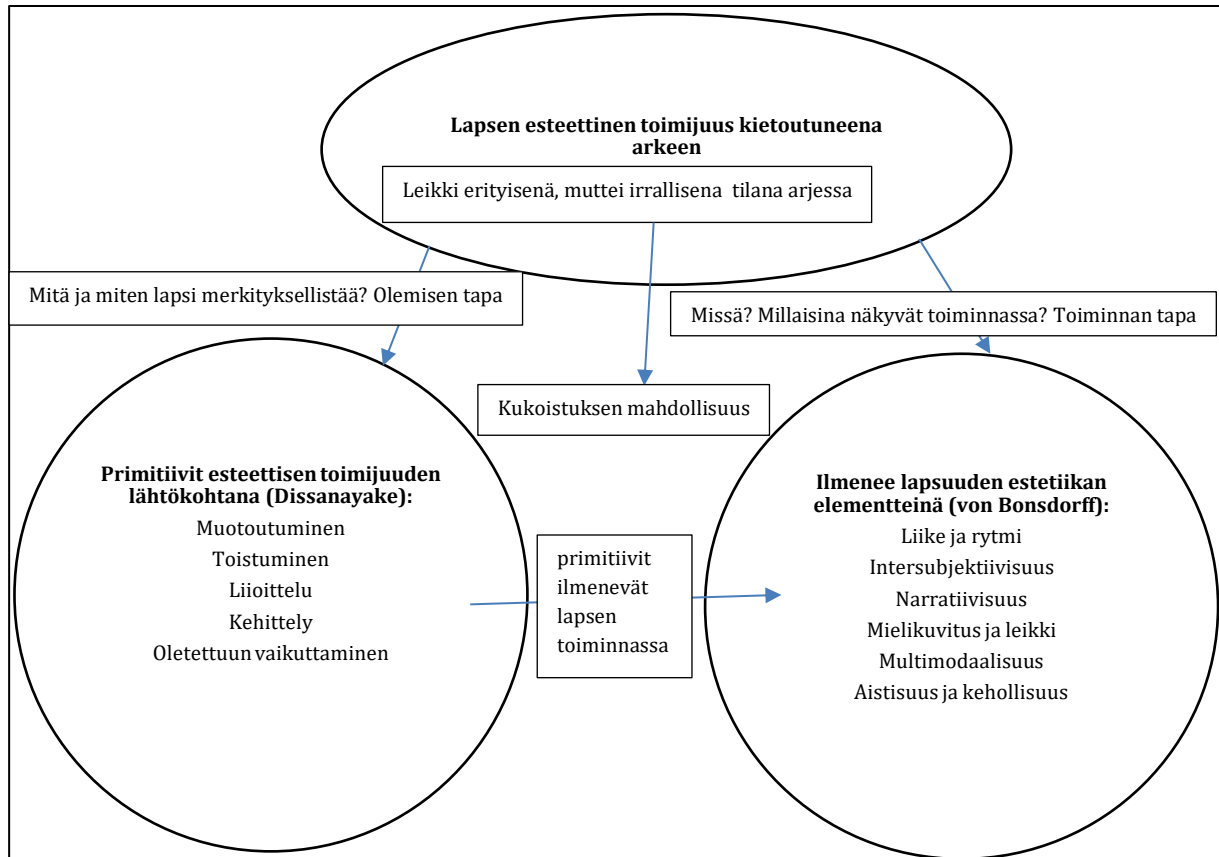 Lapsen esteettinen toimijuus kietoutuneena
arkeen
Leikki erityisenä, muttei irrallisena tilana arjessa
Mitä ja miten lapsi merkityksellistää? Olemisen tapa
Missä? Millaisina näkyvät toiminnassa? Toiminnan tapa
Kukoistuksen mahdollisuus
Primitiivit esteettisen toimijuuden
lähtökohtana (Dissanayake):
Muotoutuminen
Toistuminen
Liioittelu
Kehittely
Oletettuun vaikuttaminen
primitiivit
ilmenevät
lapsen
toiminnassa
Ilmenee lapsuuden estetiikan
elementteinä (von Bonsdorff):
Liike ja rytmi
Intersubjektiivisuus
Narratiivisuus
Mielikuvitus ja leikki
Multimodaalisuus
Aistisuus ja kehollisuus